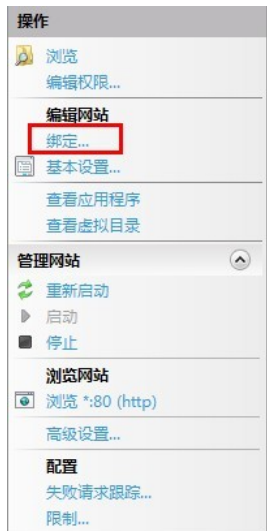 操作
浏览
编辑权限...
编辑网站
绑定...
基本设置...
查看应用程序
查看虚拟目录
管理网站
重新启动
启动
停止
浏览网站
浏览 *:80 (http)
高级设置...
配置
失败请求跟踪...
限制...